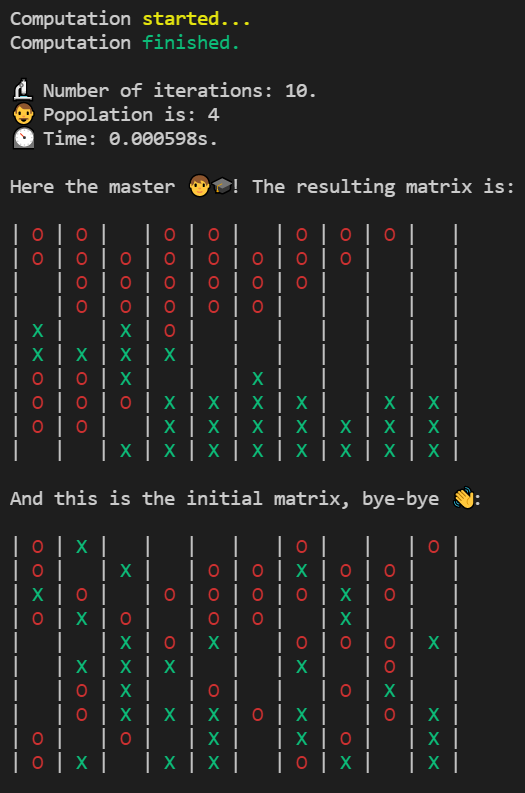 Computation started...
Computation finished.
🔬 Number of iterations: 10.
👨 Popolation is: 4
⏲️ Time: 0.000598s.
Here the master 👨🎓! The resulting matrix is:
| O | O |   | O | O |   | O | O | O |   |
| O | O | O | O | O | O | O | O |   |   |
|   | O | O | O | O | O | O |   |   |   |
|   | O | O | O | O | O |   |   |   |   |
| X |   | X | O |   |   |   |   |   |   |
| X | X | X | X |   |   |   |   |   |   |
| O | O | X |   |   | X |   |   |   |   |
| O | O | O | X | X | X | X |   | X | X |
| O | O |   | X | X | X | X | X | X | X |
|   |   | X | X | X | X | X | X | X | X |
And this is the initial matrix, bye-bye 👋:
| O | X |   |   |   |   | O |   |   | O |
| O |   | X |   | O | O | X | O | O |   |
| X | O |   | O | O | O | O | X | O |   |
| O | X | O |   | O | O |   | X |   |   |
|   |   | X | O | X |   | O | O | O | X |
|   | X | X | X |   |   | X |   | O |   |
|   | O | X |   | O |   |   | O | X |   |
|   | O | X | X | X | O | X |   | O | X |
| O |   | O |   | X |   | X | O |   | X |
| O | X |   | X | X |   | O | X |   | X |